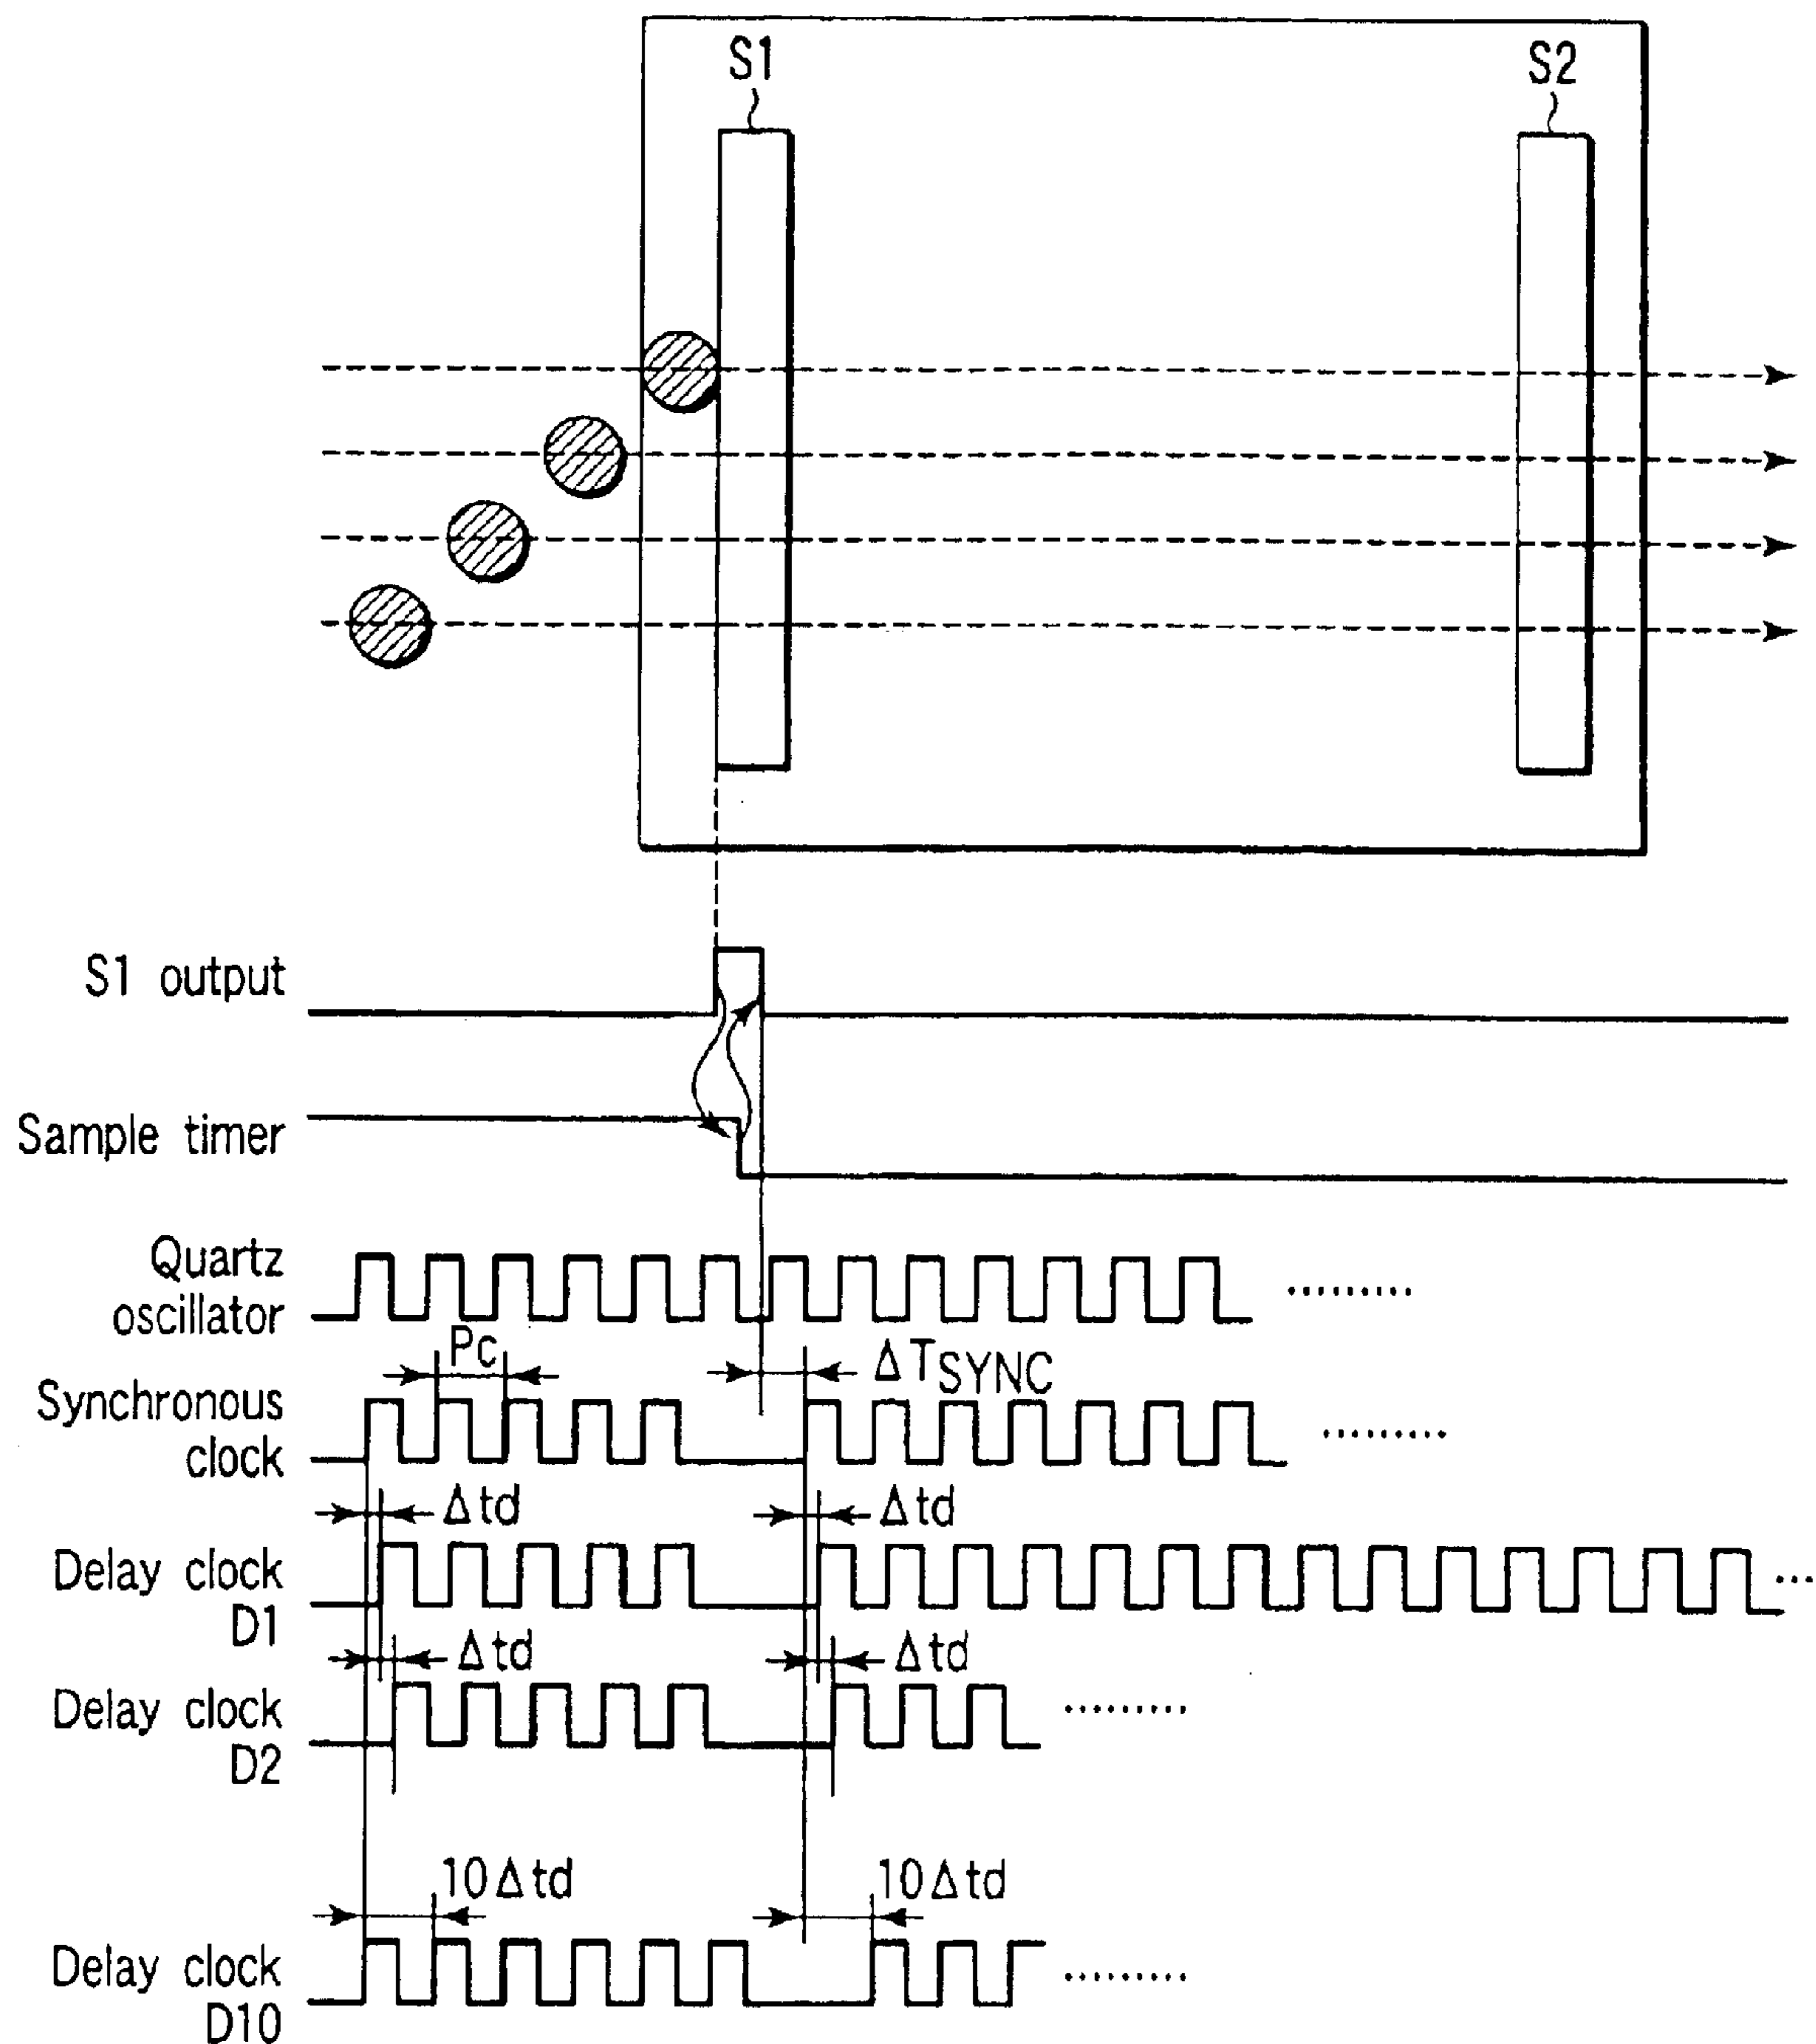 S1
S2
S1 output
Sample timer
Quartz
oscillator
Pc
ΔTSYNC
Synchronous
clock
Δtd
Δtd
Delay clock
D1
Δtd
Δtd
Delay clock
D2
10Δtd
10Δtd
Delay clock
D10